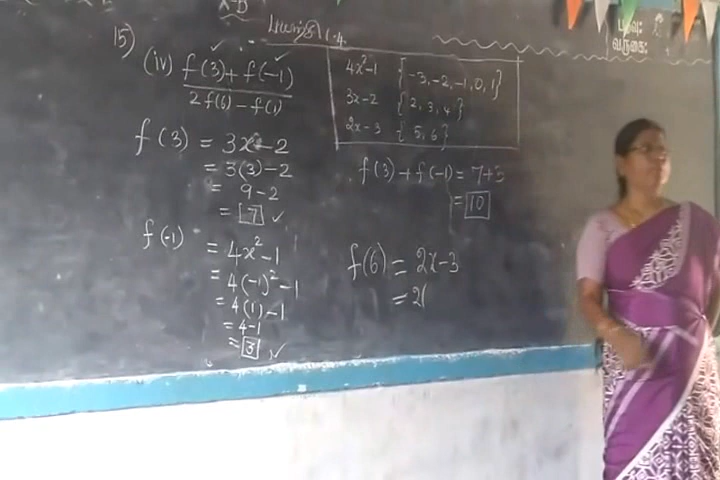 A-B
பயிற்சி 1.4
வருகை:
15)
(iv) f(3) + f(-1)
2f(6) - f(1)
4x²-1 {-3, -2, -1, 0, 1}
3x-2 {2, 3, 4}
2x-3 {5, 6}
f(3) = 3x-2
= 3(3)-2
= 9-2
= 7 ✓
f(-1) = 4x²-1
= 4(-1)²-1
= 4(1)-1
= 4-1
= 3 ✓
f(3) + f(-1) = 7+3
= 10
f(6) = 2x-3
= 2(